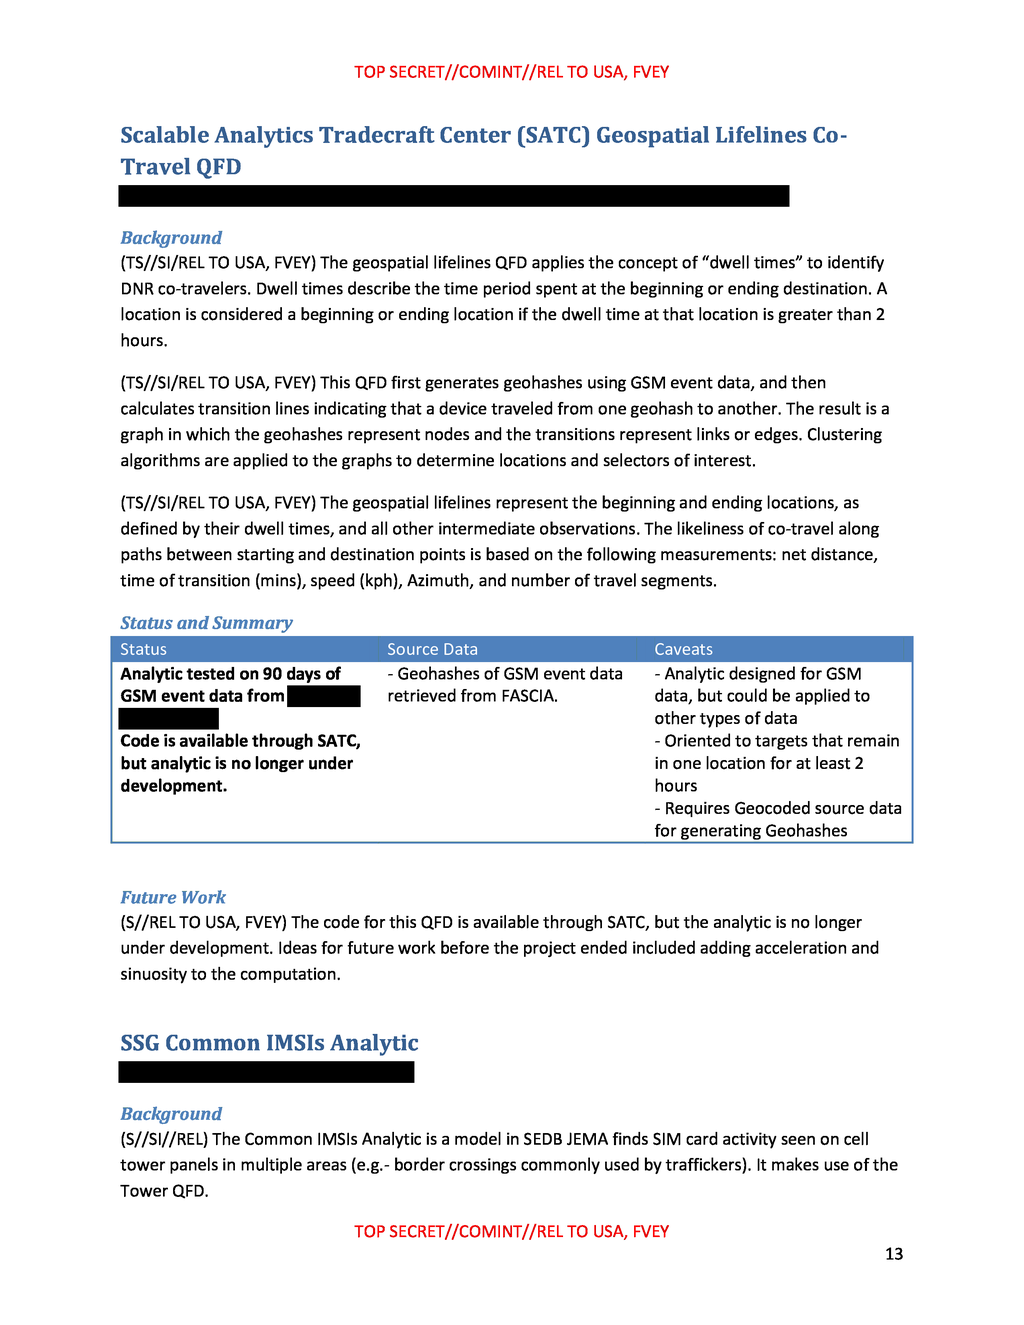 TOP SECRET//COMINT//REL TO USA, FVEY
Scalable Analytics Tradecraft Center (SATC) Geospatial Lifelines Co-
Travel QFD
Background
(TS//SI/REL TO USA, FVEY) The geospatial lifelines QFD applies the concept of “dwell times” to identify
DNR co-travelers. Dwell times describe the time period spent at the beginning or ending destination. A
location is considered a beginning or ending location if the dwell time at that location is greater than 2
hours.
(TS//SI/REL TO USA, FVEY) This QFD first generates geohashes using GSM event data, and then
calculates transition lines indicating that a device traveled from one geohash to another. The result is a
graph in which the geohashes represent nodes and the transitions represent links or edges. Clustering
algorithms are applied to the graphs to determine locations and selectors of interest.
(TS//SI/REL TO USA, FVEY) The geospatial lifelines represent the beginning and ending locations, as
defined by their dwell times, and all other intermediate observations. The likeliness of co-travel along
paths between starting and destination points is based on the following measurements: net distance,
time of transition (mins), speed (kph), Azimuth, and number of travel segments.
Status and Summary
Status
Source Data
Caveats
Analytic tested on 90 days of
GSM event data from
Code is available through SATC,
but analytic is no longer under
development.
- Geohashes of GSM event data
retrieved from FASCIA.
- Analytic designed for GSM
data, but could be applied to
other types of data
- Oriented to targets that remain
in one location for at least 2
hours
- Requires Geocoded source data
for generating Geohashes
Future Work
(S//REL TO USA, FVEY) The code for this QFD is available through SATC, but the analytic is no longer
under development. Ideas for future work before the project ended included adding acceleration and
sinuosity to the computation.
SSG Common IMSIs Analytic
Background
(S//SI//REL) The Common IMSIs Analytic is a model in SEDB JEMA finds SIM card activity seen on cell
tower panels in multiple areas (e.g.- border crossings commonly used by traffickers). It makes use of the
Tower QFD.
TOP SECRET//COMINT//REL TO USA, FVEY
13